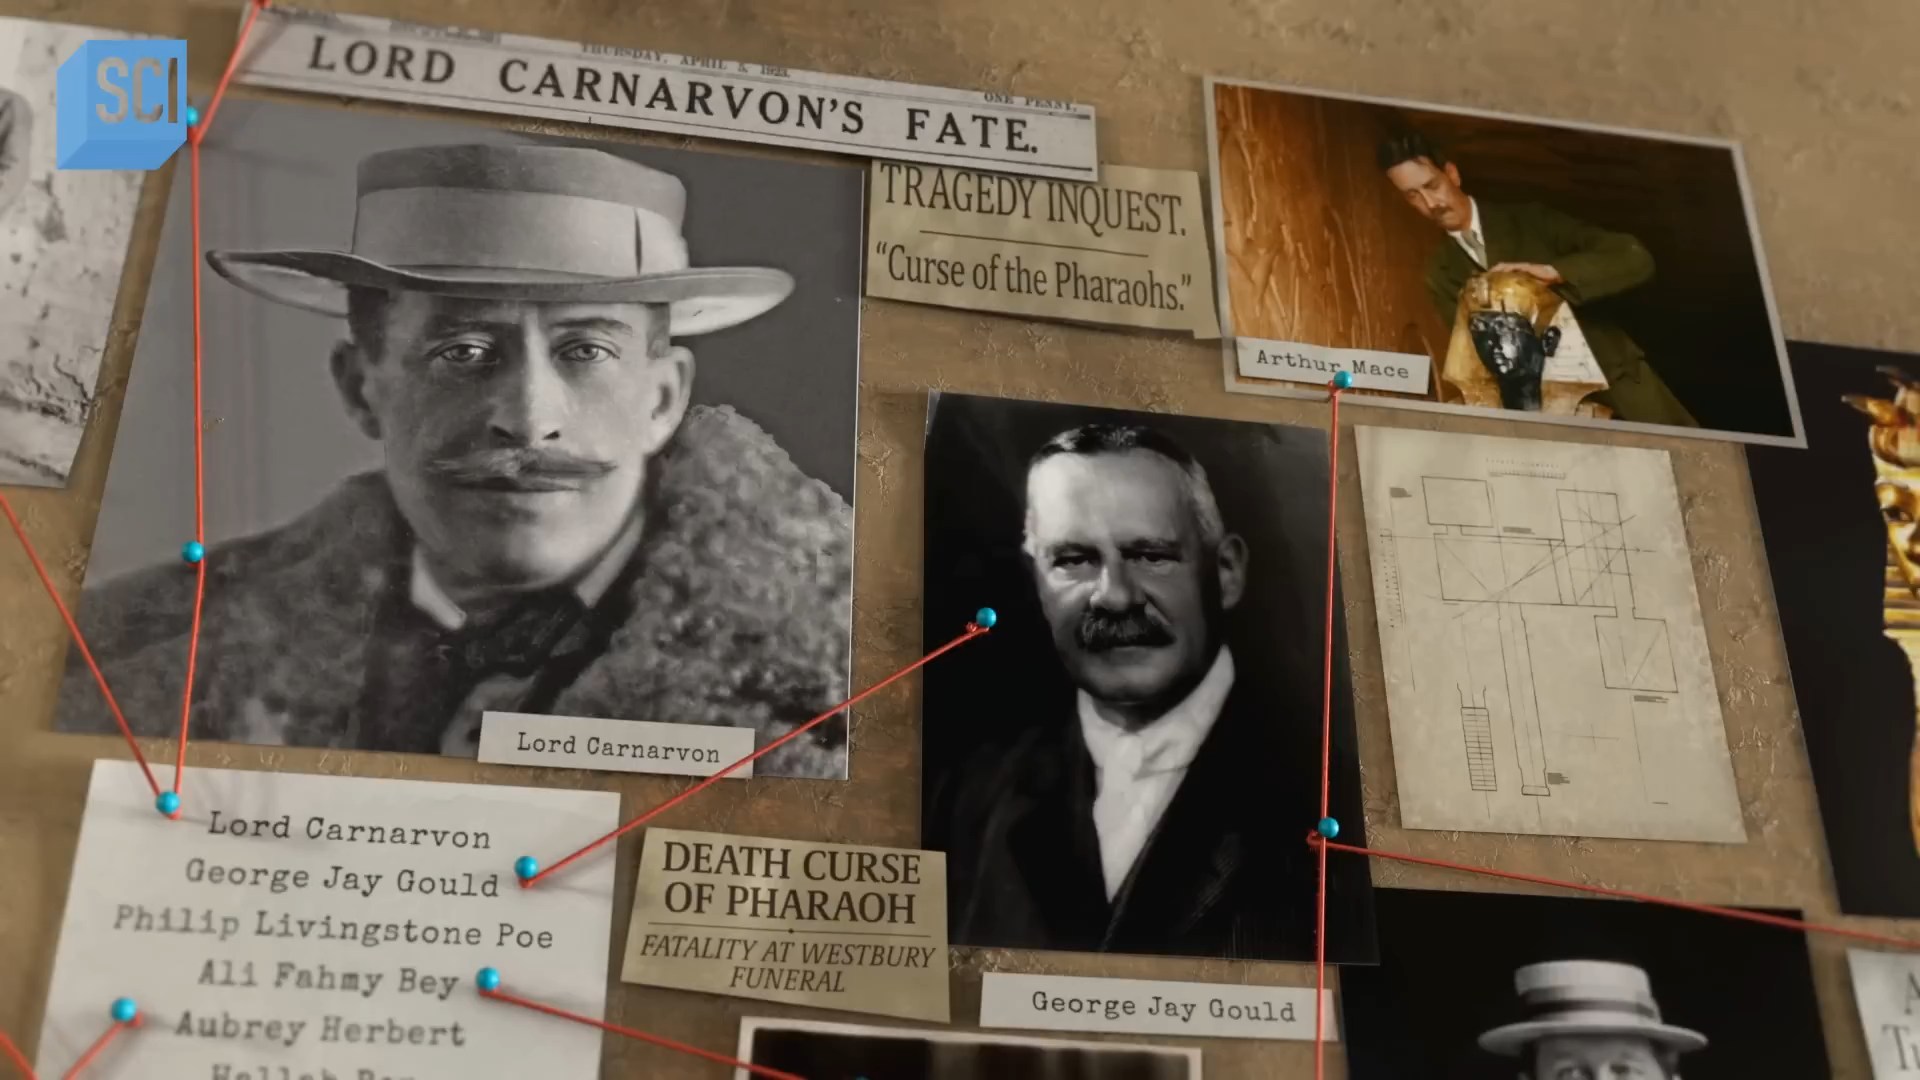 SCI
THURSDAY, APRIL 5, 1923.
ONE PENNY.
LORD CARNARVON'S FATE.
TRAGEDY INQUEST.
"Curse of the Pharaohs."
Arthur Mace
Lord Carnarvon
Lord Carnarvon
George Jay Gould
Philip Livingstone Poe
Ali Fahmy Bey
Aubrey Herbert
DEATH CURSE
OF PHARAOH
FATALITY AT WESTBURY
FUNERAL
George Jay Gould